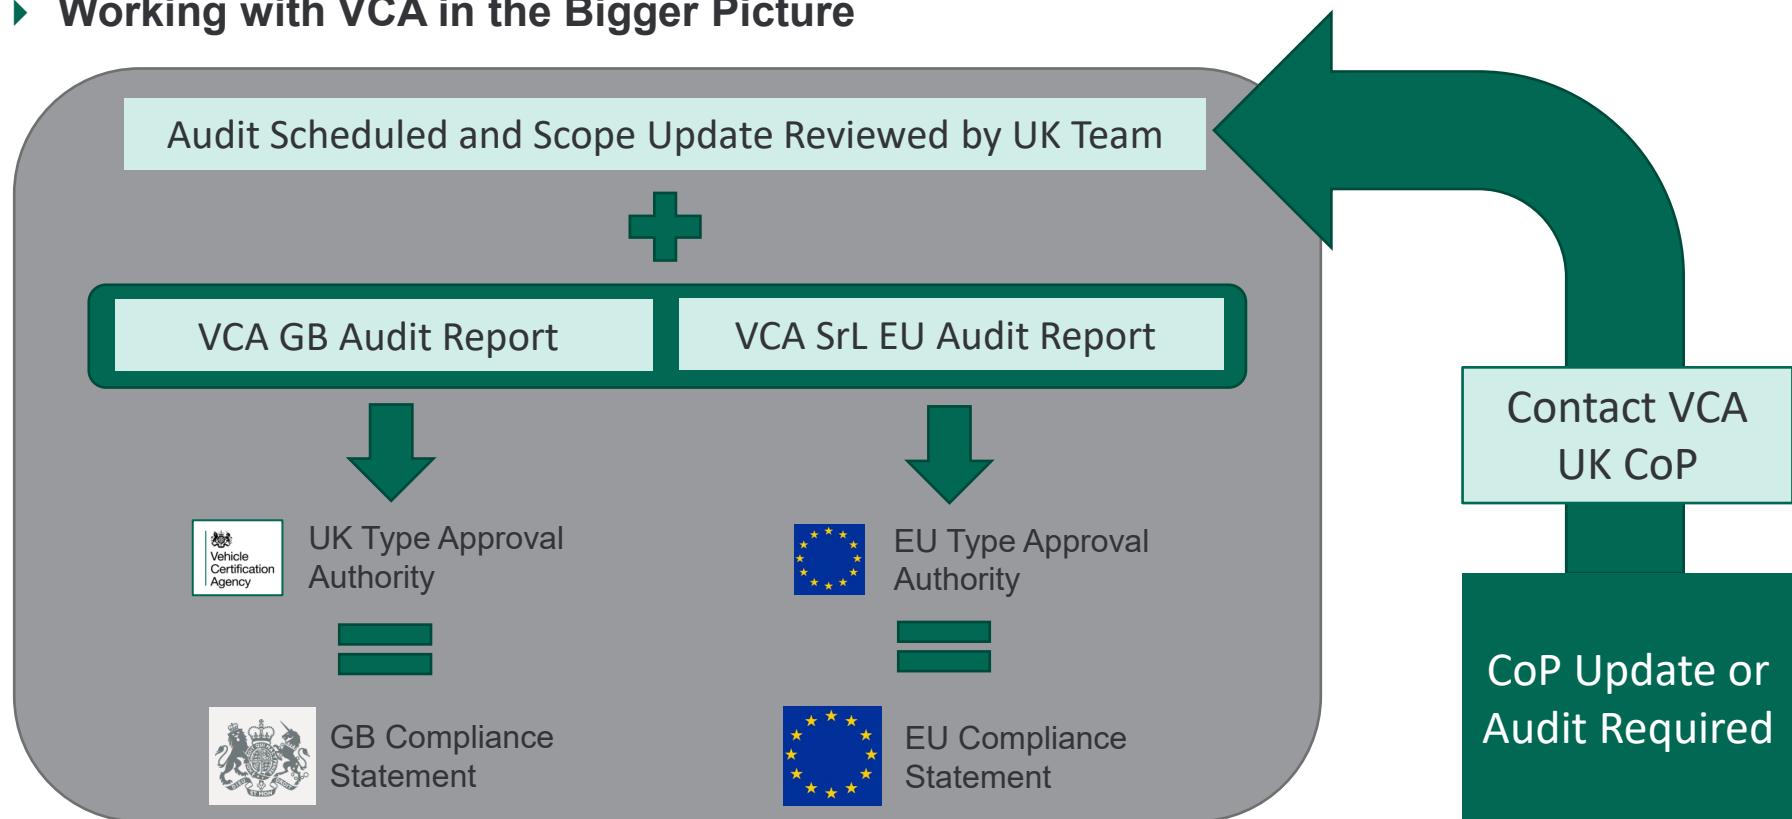 Working with VCA in the Bigger Picture
Audit Scheduled and Scope Update Reviewed by UK Team
VCA GB Audit Report
VCA SrL EU Audit Report
Vehicle
Certification
Agency
UK Type Approval
Authority
EU Type Approval
Authority
GB Compliance
Statement
EU Compliance
Statement
Contact VCA
UK CoP
CoP Update or
Audit Required